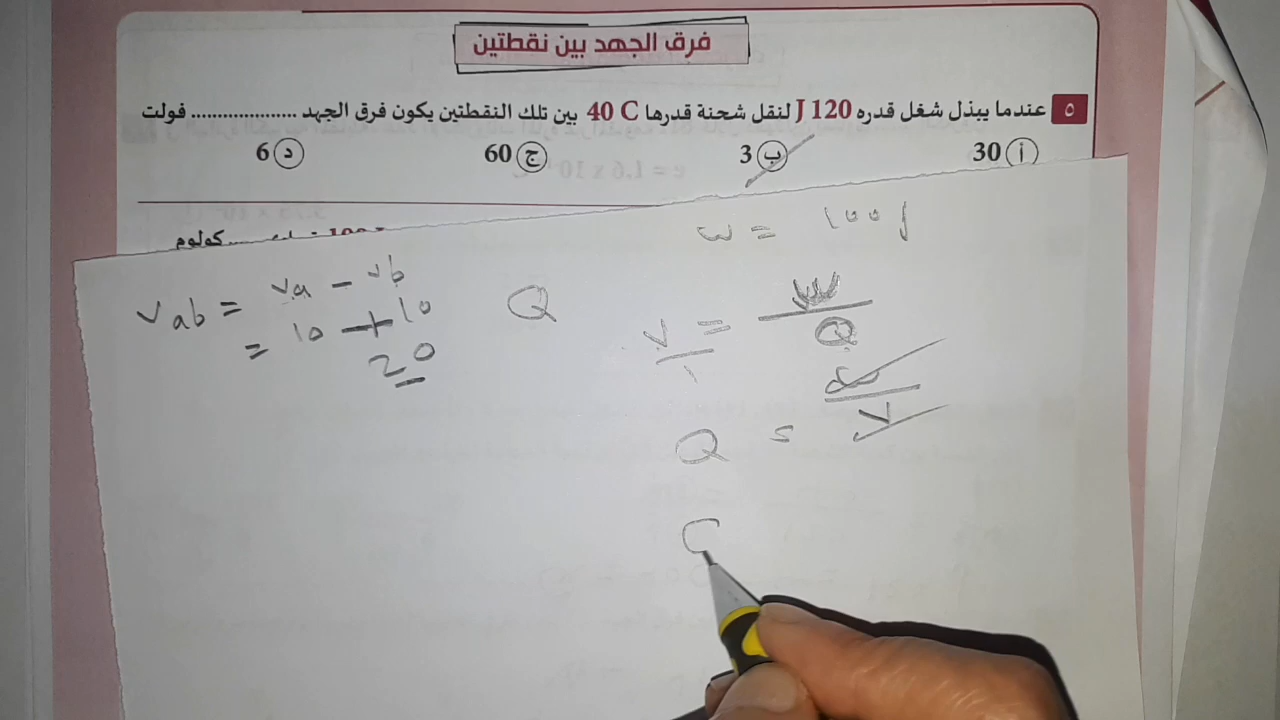 فرق الجهد بين نقطتين
٥ عندما يبذل شغل قدره 120 J لنقل شحنة قدرها 40 C بين تلك النقطتين يكون فرق الجهد .................... فولت
أ 30 ب 3 ج 60 د 6
كولوم
w = 100 J
Vab = Va - Vb
= 10 + 10
20
Q
V = W
1 Q
Q = W
V